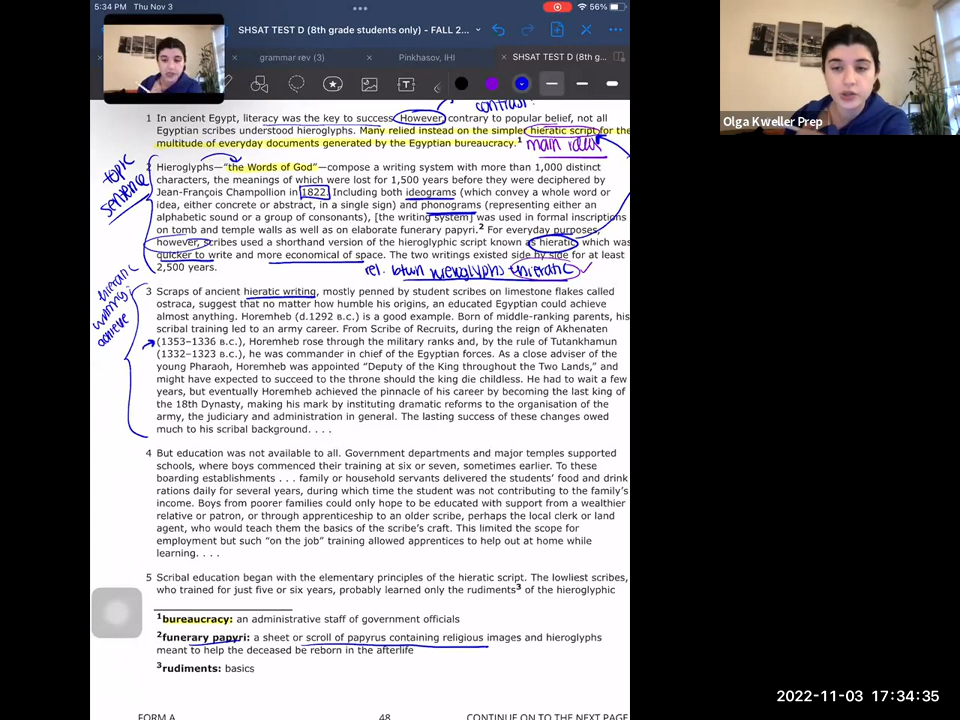 5:34 PM Thu Nov 3
56%
SHSAT TEST D (8th grade students only) - FALL 2...
grammar rev (3)
Pinkhasov, IHI
SHSAT TEST D (8th g...
T
contrast!
1 In ancient Egypt, literacy was the key to success. However, contrary to popular belief, not all
Egyptian scribes understood hieroglyphs. Many relied instead on the simpler hieratic script for the
multitude of everyday documents generated by the Egyptian bureaucracy.¹
main idea
topic
sentence
2 Hieroglyphs—"the Words of God"—compose a writing system with more than 1,000 distinct
characters, the meanings of which were lost for 1,500 years before they were deciphered by
Jean-François Champollion in 1822. Including both ideograms (which convey a whole word or
idea, either concrete or abstract, in a single sign) and phonograms (representing either an
alphabetic sound or a group of consonants), [the writing system] was used in formal inscriptions
on tomb and temple walls as well as on elaborate funerary papyri.² For everyday purposes,
however, scribes used a shorthand version of the hieroglyphic script known as hieratic which was
quicker to write and more economical of space. The two writings existed side by side for at least
2,500 years.
rel. btwn hieroglyphs & hieratic
hieratic
writing:
achieve
3 Scraps of ancient hieratic writing, mostly penned by student scribes on limestone flakes called
ostraca, suggest that no matter how humble his origins, an educated Egyptian could achieve
almost anything. Horemheb (d.1292 B.C.) is a good example. Born of middle-ranking parents, his
scribal training led to an army career. From Scribe of Recruits, during the reign of Akhenaten
(1353–1336 B.C.), Horemheb rose through the military ranks and, by the rule of Tutankhamun
(1332–1323 B.C.), he was commander in chief of the Egyptian forces. As a close adviser of the
young Pharaoh, Horemheb was appointed "Deputy of the King throughout the Two Lands," and
might have expected to succeed to the throne should the king die childless. He had to wait a few
years, but eventually Horemheb achieved the pinnacle of his career by becoming the last king of
the 18th Dynasty, making his mark by instituting dramatic reforms to the organisation of the
army, the judiciary and administration in general. The lasting success of these changes owed
much to his scribal background. . . .
4 But education was not available to all. Government departments and major temples supported
schools, where boys commenced their training at six or seven, sometimes earlier. To these
boarding establishments . . . family or household servants delivered the students' food and drink
rations daily for several years, during which time the student was not contributing to the family's
income. Boys from poorer families could only hope to be educated with support from a wealthier
relative or patron, or through apprenticeship to an older scribe, perhaps the local clerk or land
agent, who would teach them the basics of the scribe's craft. This limited the scope for
employment but such "on the job" training allowed apprentices to help out at home while
learning. . . .
5 Scribal education began with the elementary principles of the hieratic script. The lowliest scribes,
who trained for just five or six years, probably learned only the rudiments³ of the hieroglyphic
¹bureaucracy: an administrative staff of government officials
²funerary papyri: a sheet or scroll of papyrus containing religious images and hieroglyphs
meant to help the deceased be reborn in the afterlife
³rudiments: basics
FORM A
48
CONTINUE ON TO THE NEXT PAGE
Olga Kweller Prep
2022-11-03 17:34:35